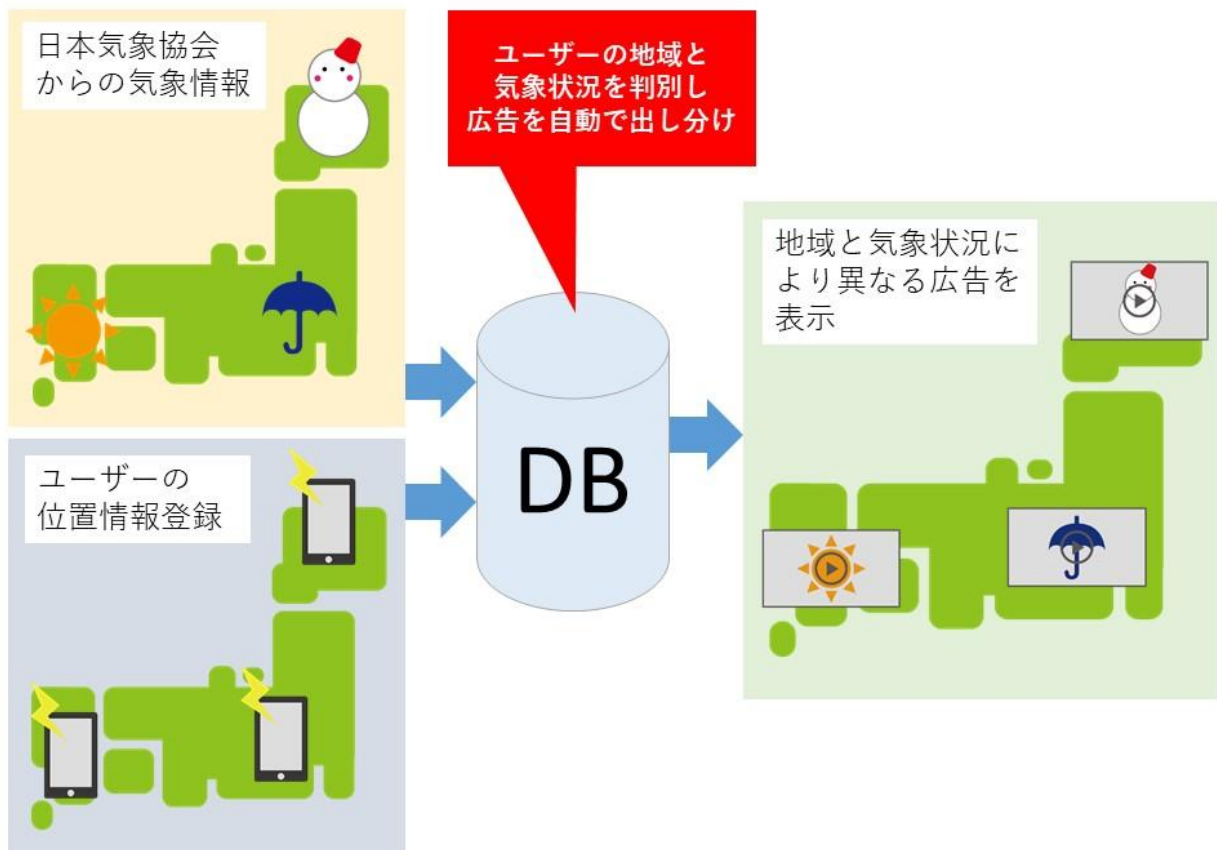 日本気象協会
からの気象情報
ユーザーの地域と
気象状況を判別し
広告を自動で出し分け
ユーザーの
位置情報登録
DB
地域と気象状況に
より異なる広告を
表示